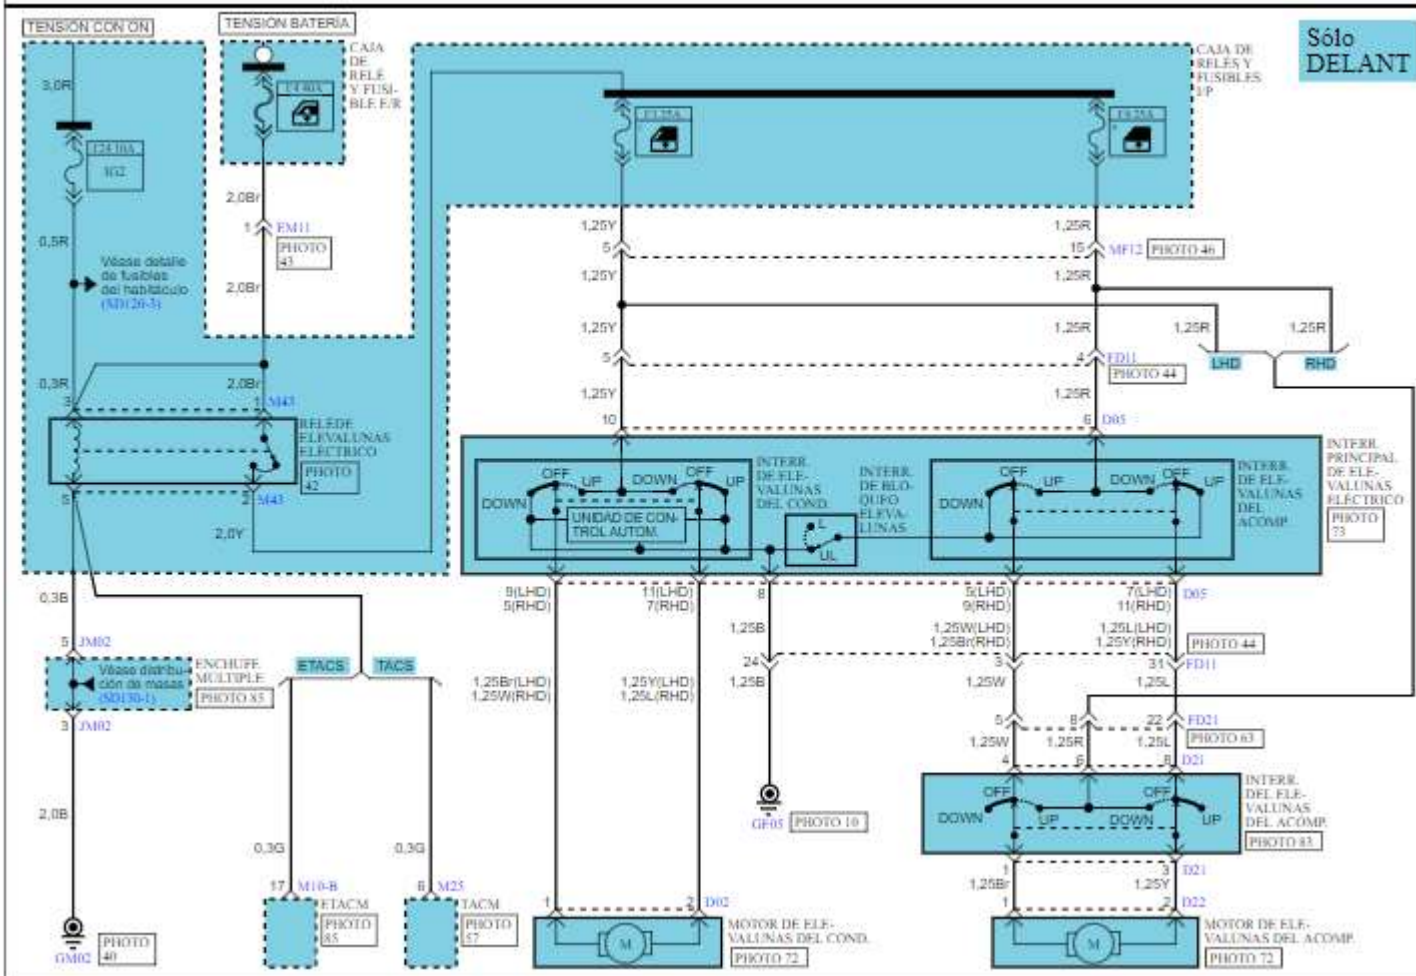 TENSIÓN CON ON
TENSIÓN BATERÍA
CAJA
DE
RELÉ
Y FUSI-
BLE E/R
CAJA DE
RELÉS Y
FUSIBLES
I/P
Sólo
DELANT
3,0R
10A
IG2
40A
25A
25A
0,5R
Véase detalle
de fusibles
del habitáculo
(SD120-3)
2,0Br
1
EM11
PHOTO
43
2,0Br
1,25Y
1,25R
5
15
MF12
PHOTO 46
1,25Y
1,25R
1,25Y
1,25R
1,25R
1,25R
LHD
RHD
5
4
FD11
PHOTO 44
1,25Y
1,25R
10
6
D05
0,3R
2,0Br
3
1
M43
RELÉ DE
ELEVALUNAS
ELÉCTRICO
PHOTO
42
5
2
M43
2,0Y
DOWN
OFF
UP
DOWN
OFF
UP
UNIDAD DE CON-
TROL AUTOM.
INTERR.
DE ELE-
VALUNAS
DEL COND.
INTERR.
DE BLO-
QUEO
ELEVA-
LUNAS
L
UL
DOWN
OFF
UP
DOWN
OFF
UP
INTERR.
DE ELE-
VALUNAS
DEL
ACOMP.
INTERR.
PRINCIPAL
DE ELE-
VALUNAS
ELÉCTRICO
PHOTO
73
9(LHD)
5(RHD)
11(LHD)
7(RHD)
8
5(LHD)
9(RHD)
7(LHD)
11(RHD)
D05
1,25B
1,25W(LHD)
1,25Br(RHD)
1,25L(LHD)
1,25Y(RHD)
PHOTO 44
24
3
31
FD11
1,25B
1,25W
1,25L
0,3B
5
JM02
Véase distribu-
ción de masas
(SD130-1)
ENCHUFE
MÚLTIPLE
PHOTO 85
3
JM02
ETACS
TACS
1,25Br(LHD)
1,25W(RHD)
1,25Y(LHD)
1,25L(RHD)
5
8
22
FD21
PHOTO 63
1,25W
1,25R
1,25L
4
6
8
D21
DOWN
OFF
UP
DOWN
OFF
UP
INTERR.
DEL ELE-
VALUNAS
DEL ACOMP.
PHOTO 83
GF05
PHOTO 10
2,0B
0,3G
0,3G
1
3
D21
1,25Br
1,25Y
17
M10-B
6
M25
1
2
D02
1
2
D22
ETACM
PHOTO
85
TACM
PHOTO
57
M
MOTOR DE ELE-
VALUNAS DEL COND.
PHOTO 72
M
MOTOR DE ELE-
VALUNAS DEL ACOMP.
PHOTO 72
GM02
PHOTO
40